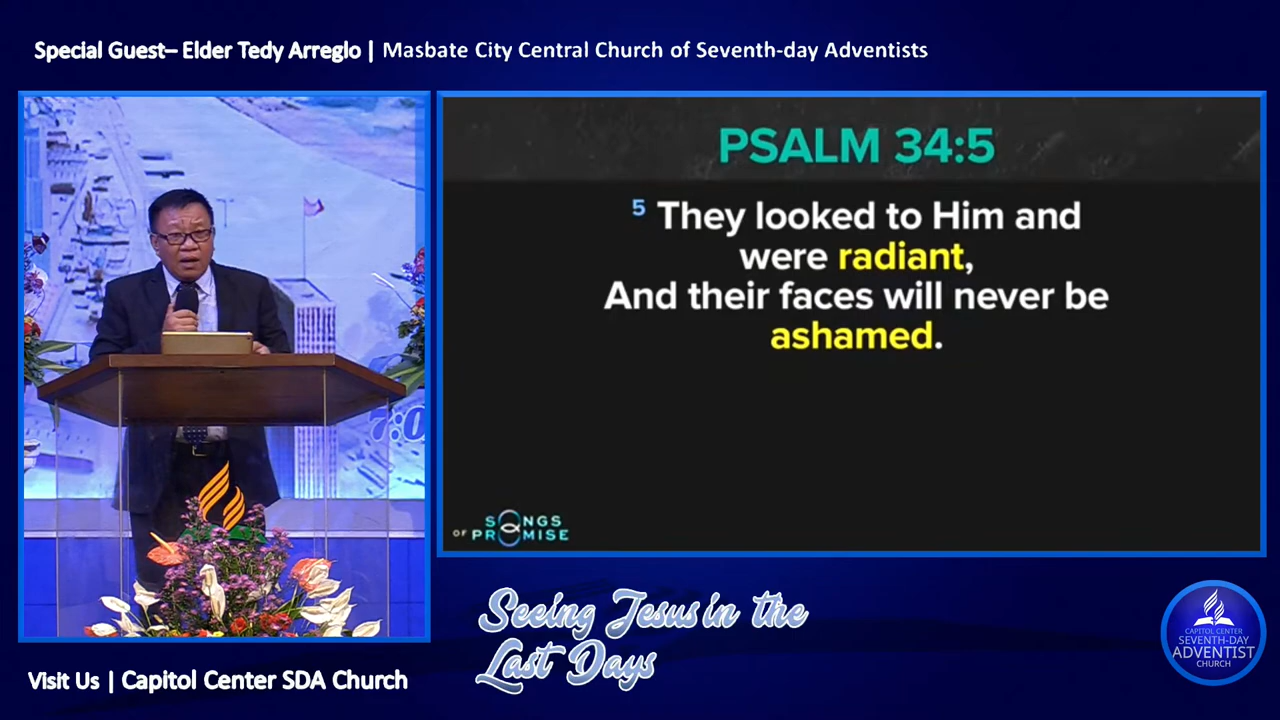 Special Guest– Elder Tedy Arreglo | Masbate City Central Church of Seventh-day Adventists
PSALM 34:5
5 They looked to Him and
were radiant,
And their faces will never be
ashamed.
7:0
SONGS
OF PROMISE
Seeing Jesus in the
Last Days
Visit Us | Capitol Center SDA Church
CAPITOL CENTER
SEVENTH-DAY
ADVENTIST
CHURCH